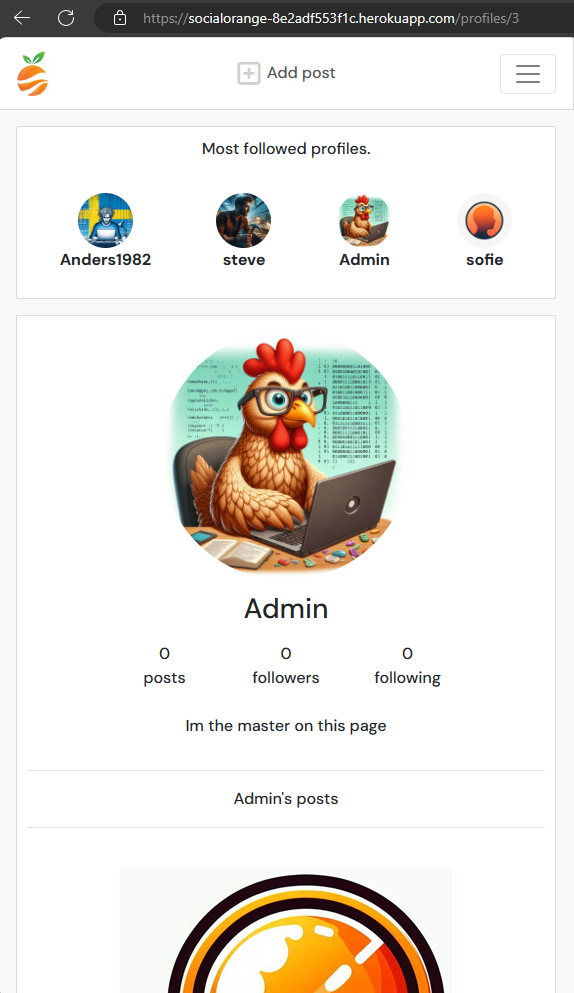 https://socialorange-8e2adf553f1c.herokuapp.com/profiles/3
Add post
Most followed profiles.
Anders1982 steve Admin sofie
Admin
0 0 0
posts followers following
Im the master on this page
Admin's posts